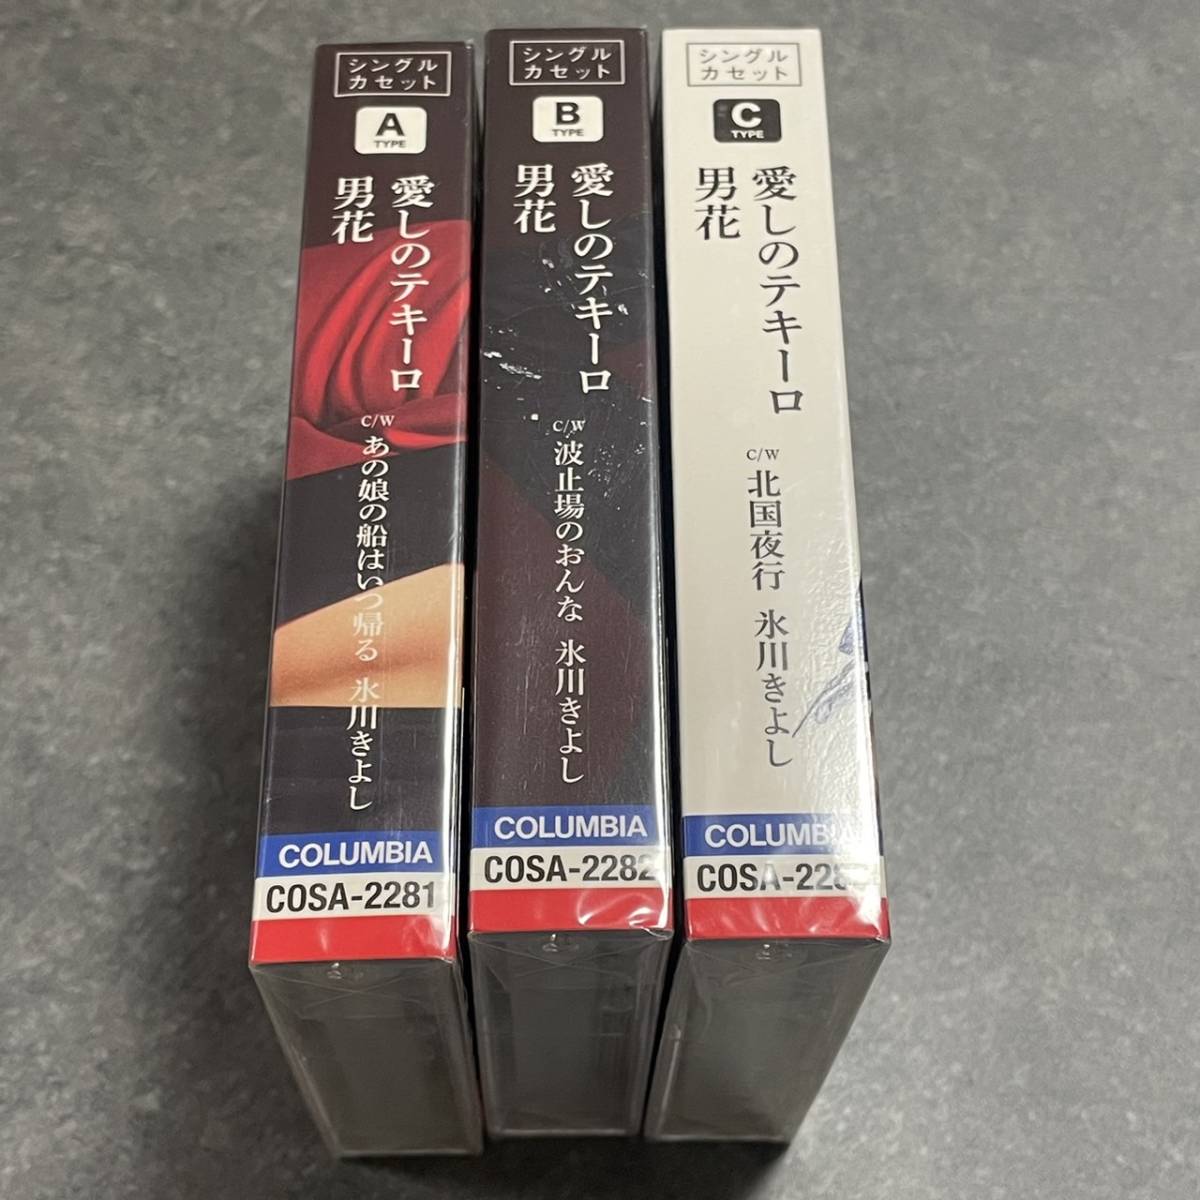 シングル
カセット
A
TYPE
愛しのテキーロ
男花
C/W
あの娘の船はいつ帰る 氷川きよし
COLUMBIA
COSA-2281
シングル
カセット
B
TYPE
愛しのテキーロ
男花
C/W
波止場のおんな 氷川きよし
COLUMBIA
COSA-2282
シングル
カセット
C
TYPE
愛しのテキーロ
男花
C/W
北国夜行 氷川きよし
COLUMBIA